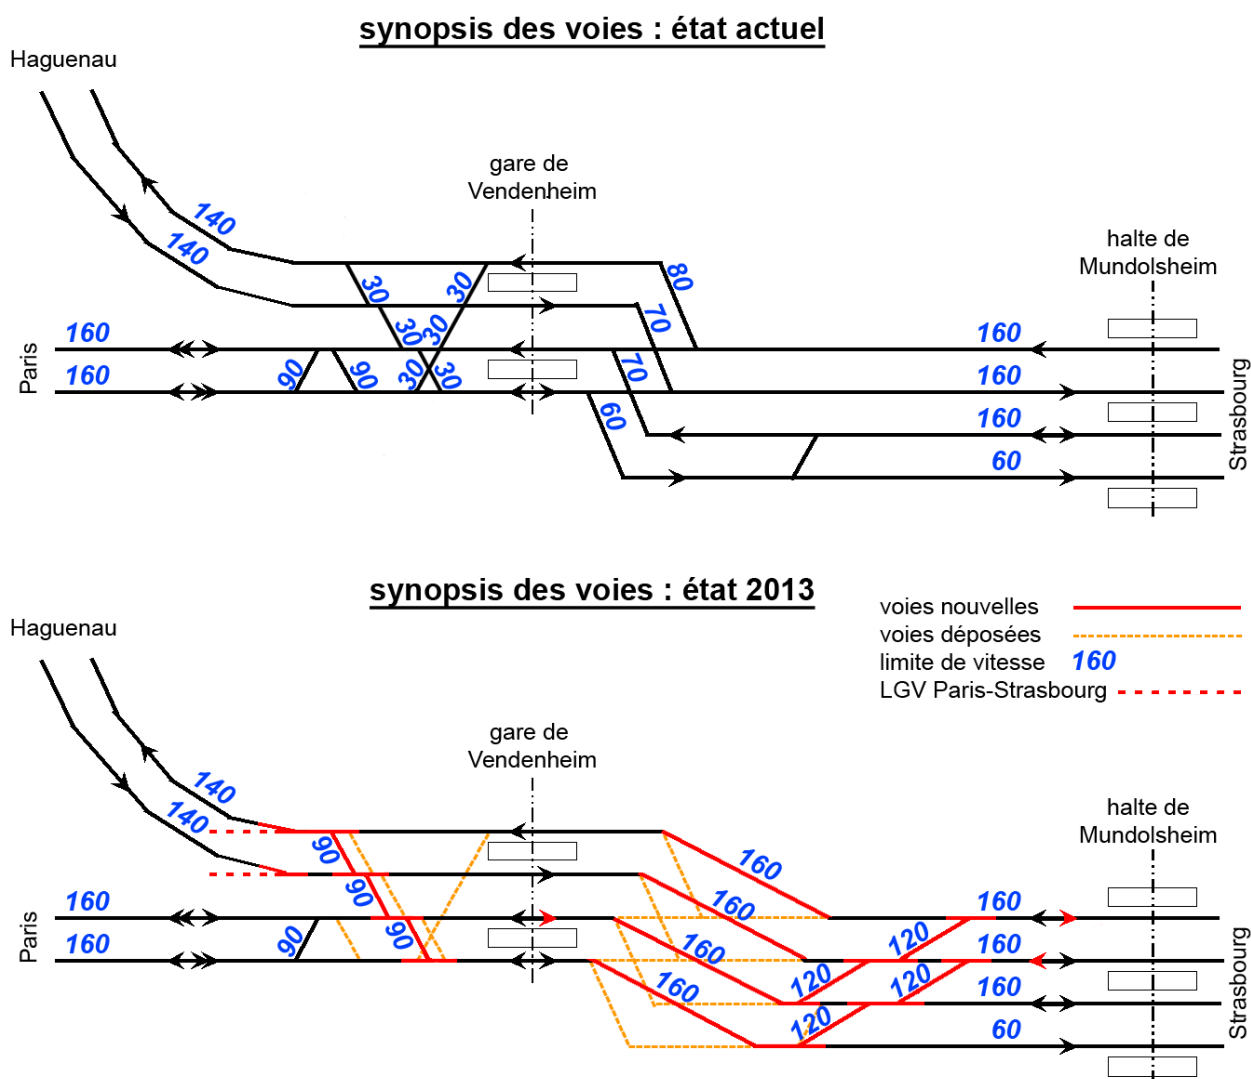 synopsis des voies : état actuel
Haguenau
gare de
Vendenheim
140
140
halte de
Mundolsheim
30
30
80
30
30
70
160
160
Paris
160
90
90
30
30
70
160
Strasbourg
60
160
60
synopsis des voies : état 2013
voies nouvelles
voies déposées
limite de vitesse 160
LGV Paris-Strasbourg
Haguenau
gare de
Vendenheim
140
140
halte de
Mundolsheim
90
160
90
160
160
160
Paris
160
90
90
160
120
160
Strasbourg
160
120
120
160
120
60